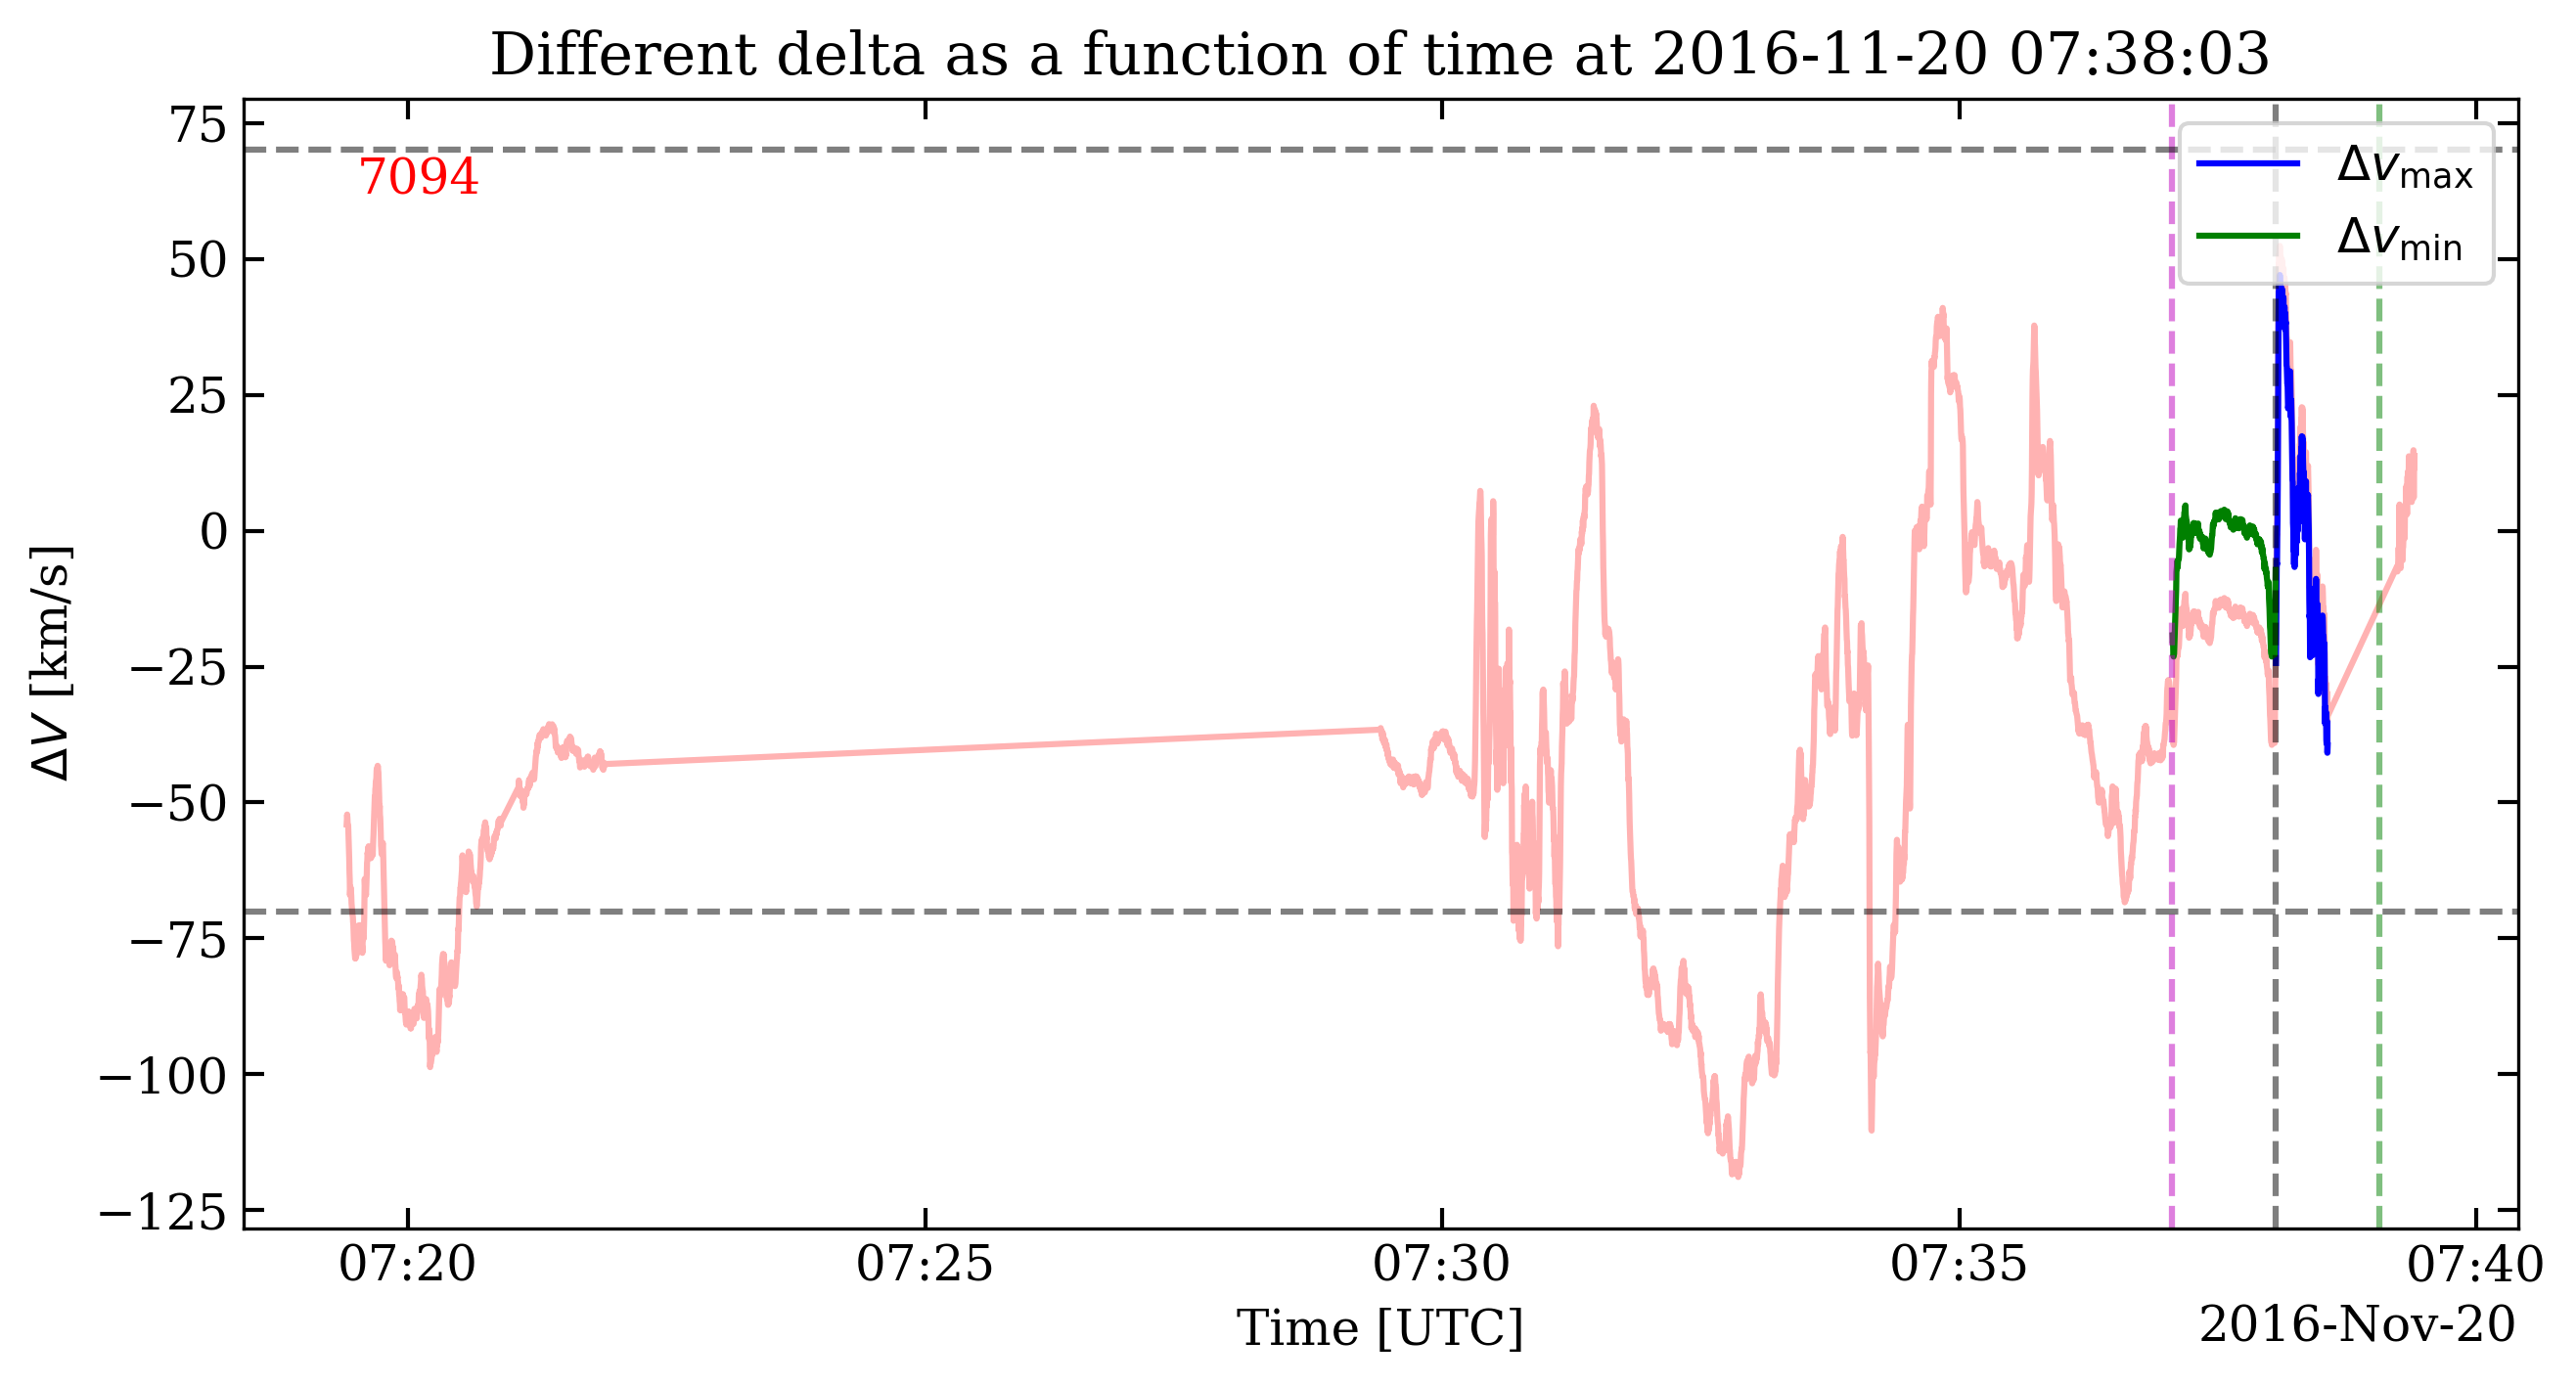 Different delta as a function of time at 2016-11-20 07:38:03
75
50
25
0
−25
−50
−75
−100
−125
ΔV [km/s]
7094
Δvmax
Δvmin
07:20
07:25
07:30
07:35
07:40
Time [UTC]
2016-Nov-20